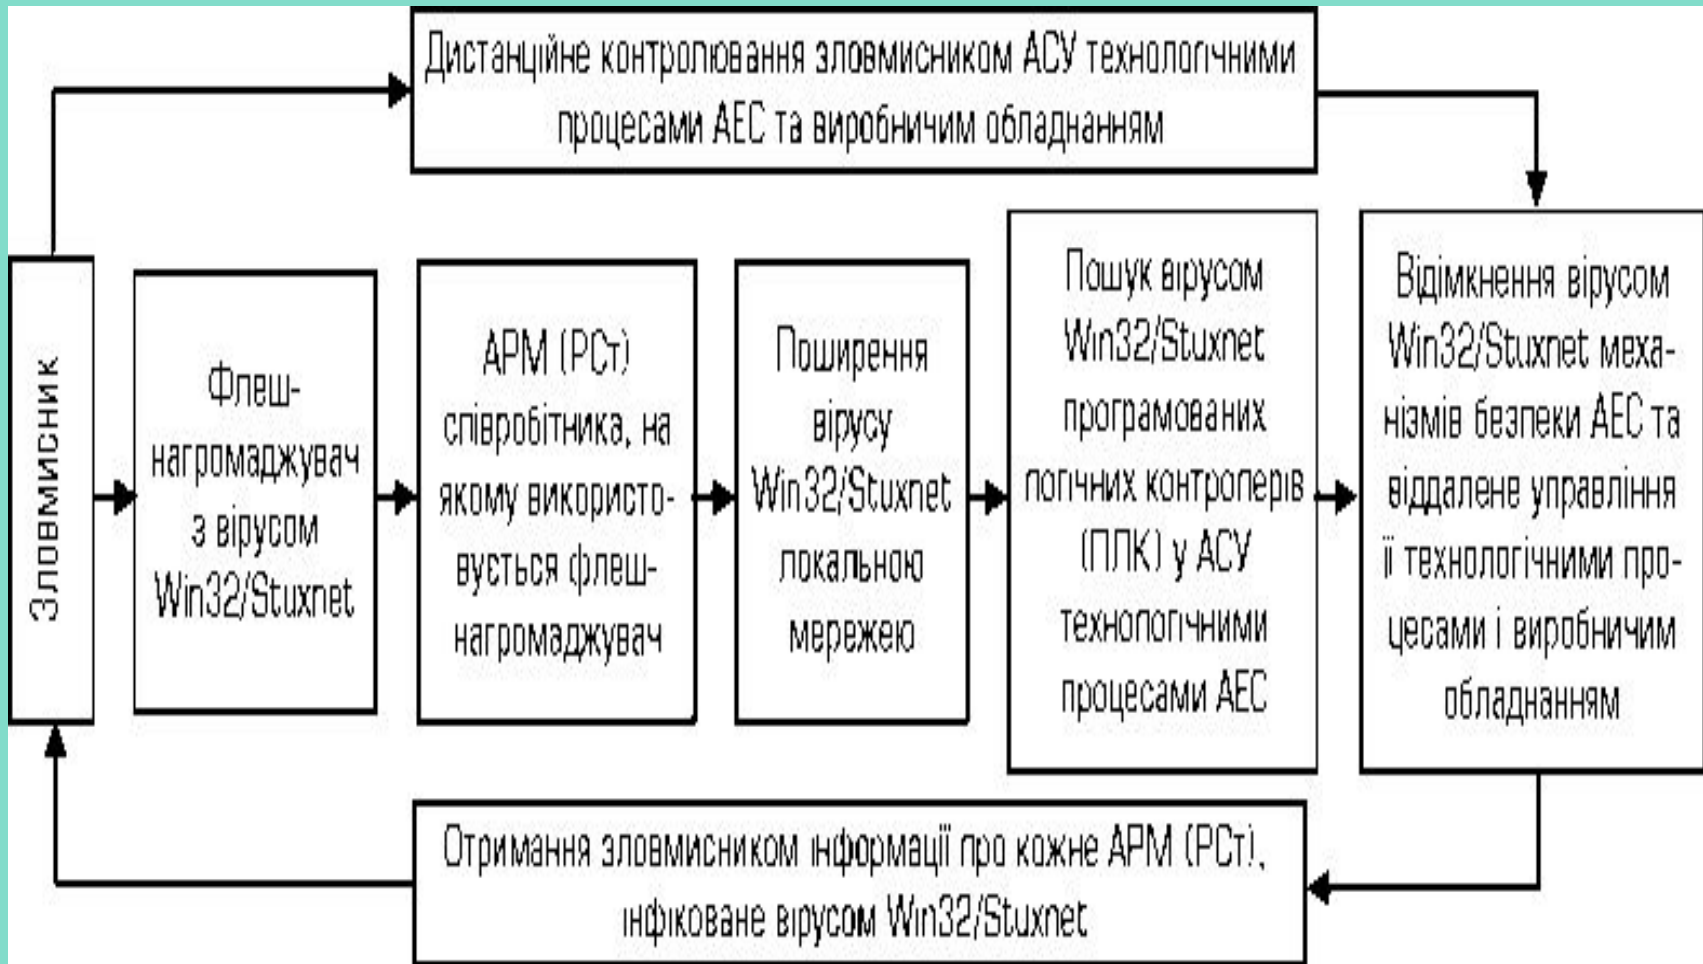 Дистанційне контролювання зловмисником АСУ технологічними
процесами АЕС та виробничим обладнанням
Зловмисник
Флеш-
нагромаджувач
з вірусом
Win32/Stuxnet
АРМ (РСт)
співробітника, на
якому використо-
вується флеш-
нагромаджувач
Поширення
вірусу
Win32/Stuxnet
локальною
мережею
Пошук вірусом
Win32/Stuxnet
програмованих
логічних контролерів
(ПЛК) у АСУ
технологічними
процесами АЕС
Відімкнення вірусом
Win32/Stuxnet меха-
нізмів безпеки АЕС та
віддалене управління
її технологічними про-
цесами і виробничим
обладнанням
Отримання зловмисником інформації про кожне АРМ (РСт),
інфіковане вірусом Win32/Stuxnet